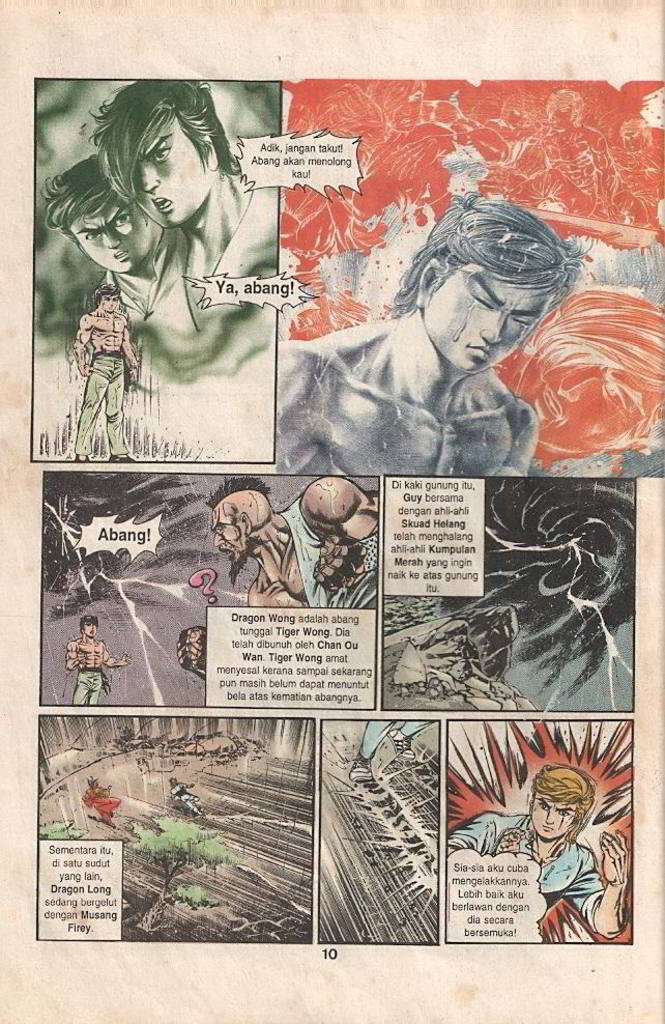 Adik, jangan takut!
Abang akan menolong
kau!
Ya, abang!
Abang!
?
Dragon Wong adalah abang
tunggal Tiger Wong. Dia
telah dibunuh oleh Chan Ou
Wan. Tiger Wong amat
menyesal kerana sampai sekarang
pun masih belum dapat menuntut
bela atas kematian abangnya.
Di kaki gunung itu,
Guy bersama
dengan ahli-ahli
Skuad Helang
telah menghalang
ahli-ahli Kumpulan
Merah yang ingin
naik ke atas gunung
itu.
Sementara itu,
di satu sudut
yang lain,
Dragon Long
sedang bergelut
dengan Musang
Firey.
Sia-sia aku cuba
mengelakkannya.
Lebih baik aku
berlawan dengan
dia secara
bersemuka!
10